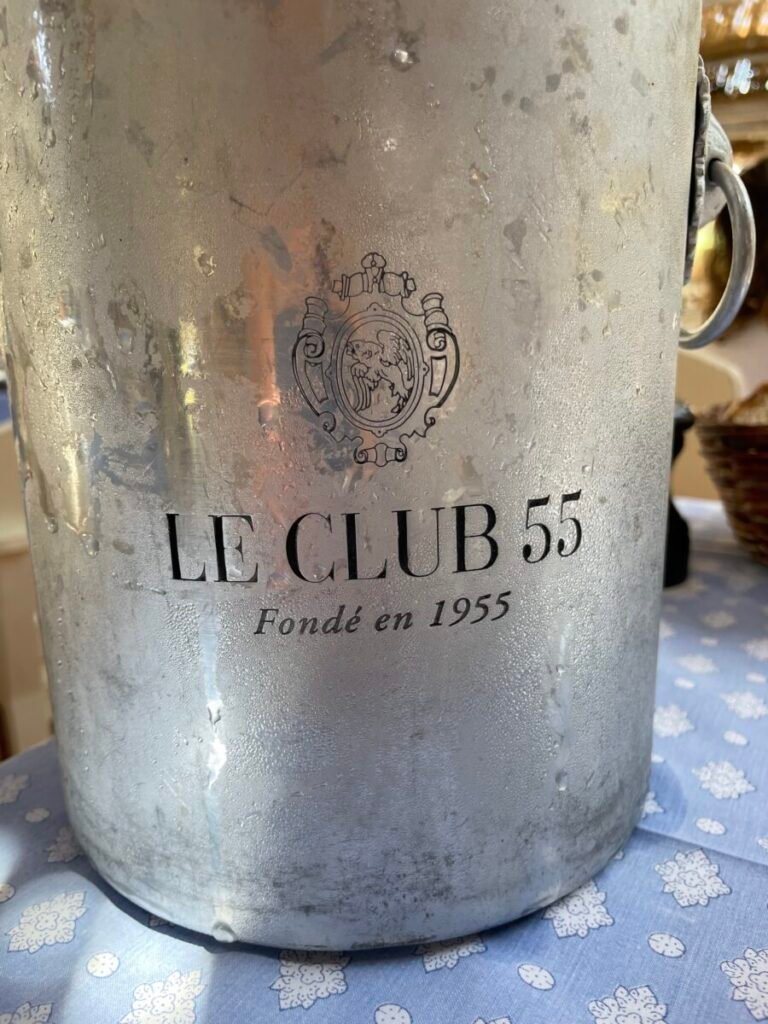 LE CLUB 55
Fondé en 1955